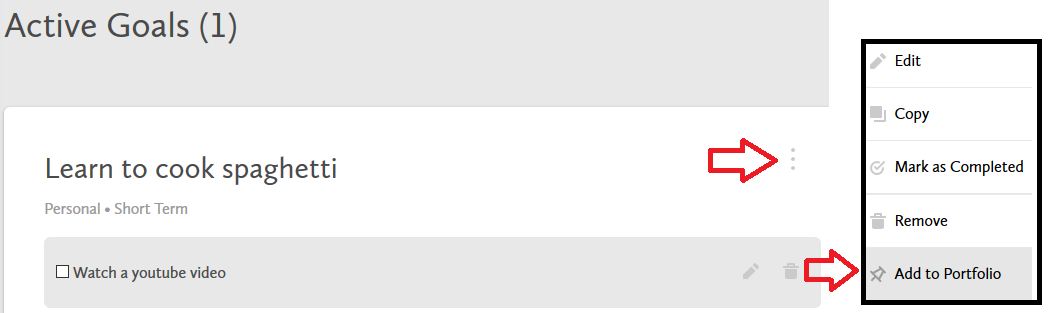 Active Goals (1)
Learn to cook spaghetti
Personal • Short Term
Watch a youtube video
Edit
Copy
Mark as Completed
Remove
Add to Portfolio